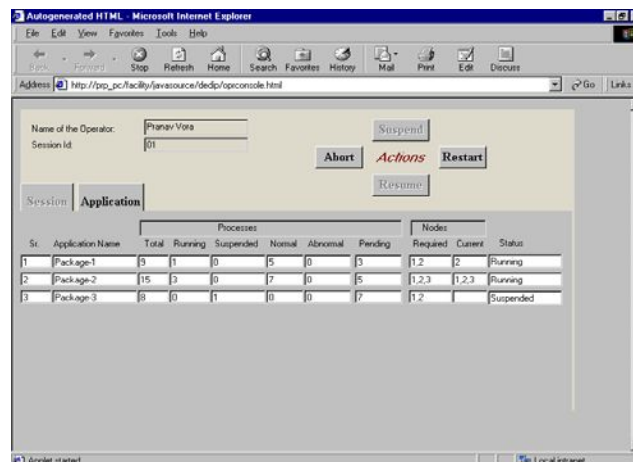 Autogenerated HTML - Microsoft Internet Explorer
File Edit View Favorites Tools Help
Back Forward Stop Refresh Home Search Favorites History Mail Print Edit Discuss
Address http://prp_pc/facility/javasource/dedip/oprconsole.html Go Links
Name of the Operator: Pranav Vora
Session Id: 01
Suspend
Abort Actions Restart
Resume
Session Application
Processes Nodes
Sr. Application Name Total Running Suspended Normal Abnormal Pending Required Current Status
1 Package-1 9 1 0 5 0 3 1,2 2 Running
2 Package-2 15 3 0 7 0 5 1,2,3 1,2,3 Running
3 Package-3 8 0 1 0 0 7 1,2 Suspended
Applet started Local intranet